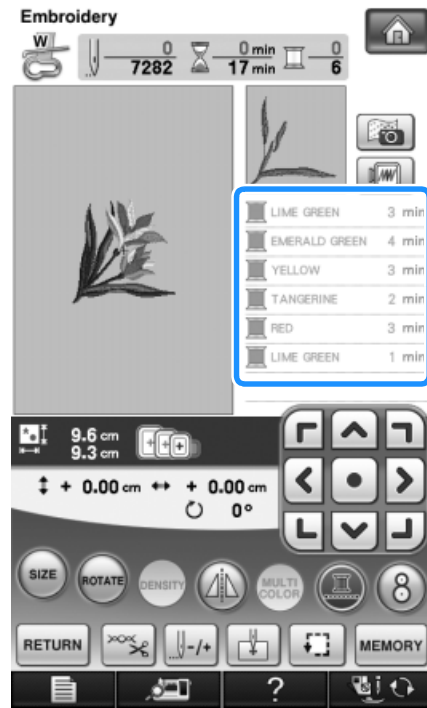 Embroidery
W
0 0 min 0
7282 17 min 6
LIME GREEN 3 min
EMERALD GREEN 4 min
YELLOW 3 min
TANGERINE 2 min
RED 3 min
LIME GREEN 1 min
9.6 cm
9.3 cm
+ 0.00 cm + 0.00 cm
0°
SIZE ROTATE DENSITY MULTI COLOR 8
RETURN -/+ MEMORY
?